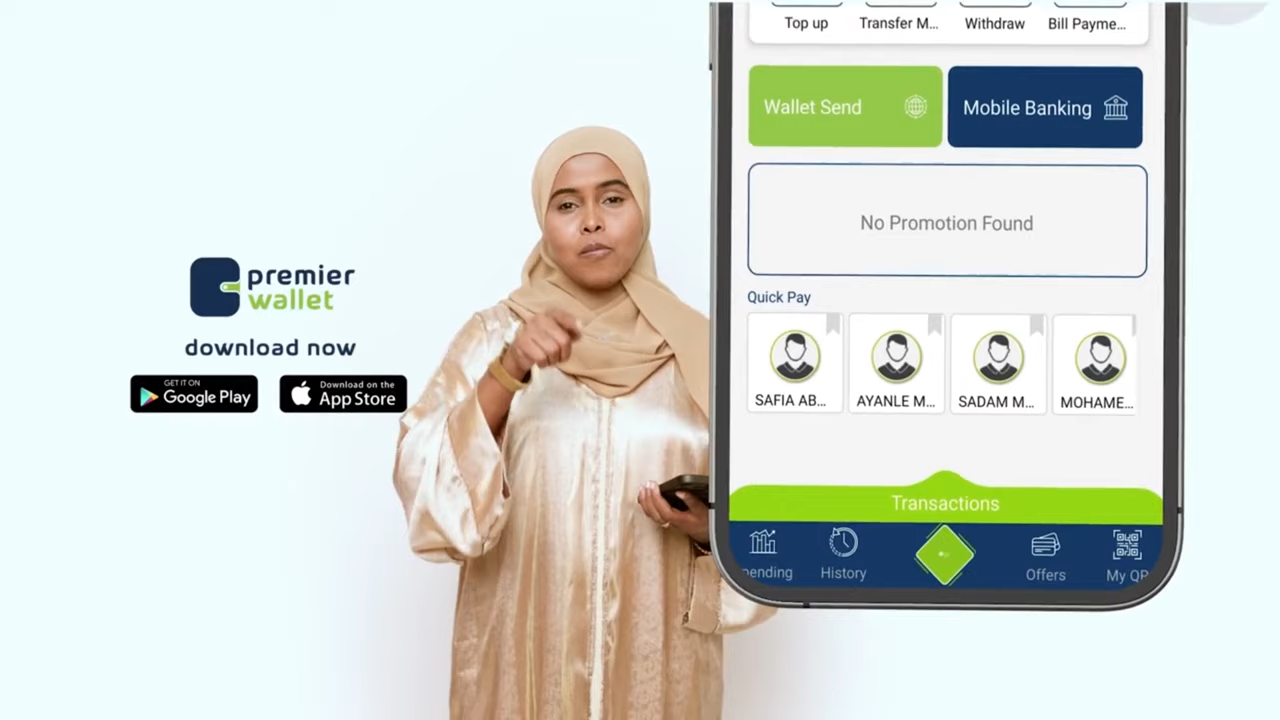 premier
wallet
download now
GET IT ON
Google Play
Download on the
App Store
Top up
Transfer M...
Withdraw
Bill Payme...
Wallet Send
Mobile Banking
No Promotion Found
Quick Pay
SAFIA AB...
AYANLE M...
SADAM M...
MOHAME...
Transactions
pending
History
Offers
My QR